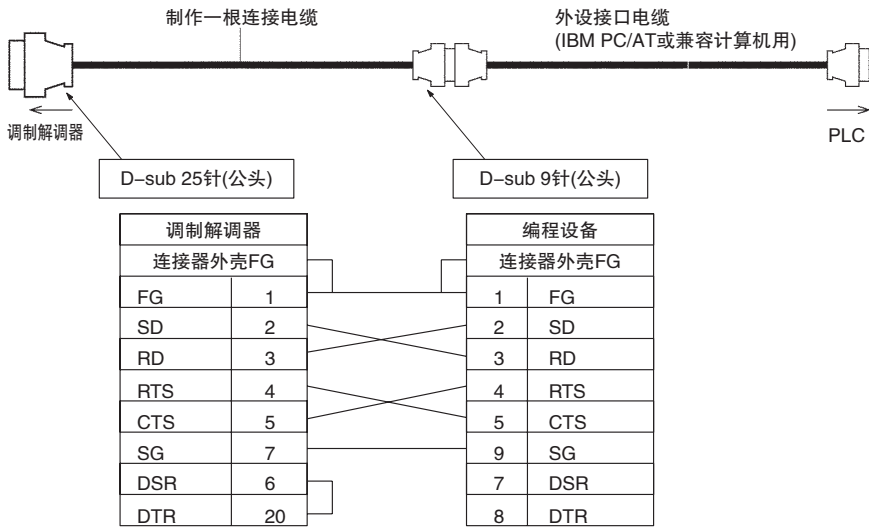 制作一根连接电缆
外设接口电缆
(IBM PC/AT或兼容计算机用)
调制解调器
PLC
D–sub 25针(公头)
D–sub 9针(公头)
调制解调器
连接器外壳FG
FG 1
SD 2
RD 3
RTS 4
CTS 5
SG 7
DSR 6
DTR 20
编程设备
连接器外壳FG
1 FG
2 SD
3 RD
4 RTS
5 CTS
9 SG
7 DSR
8 DTR